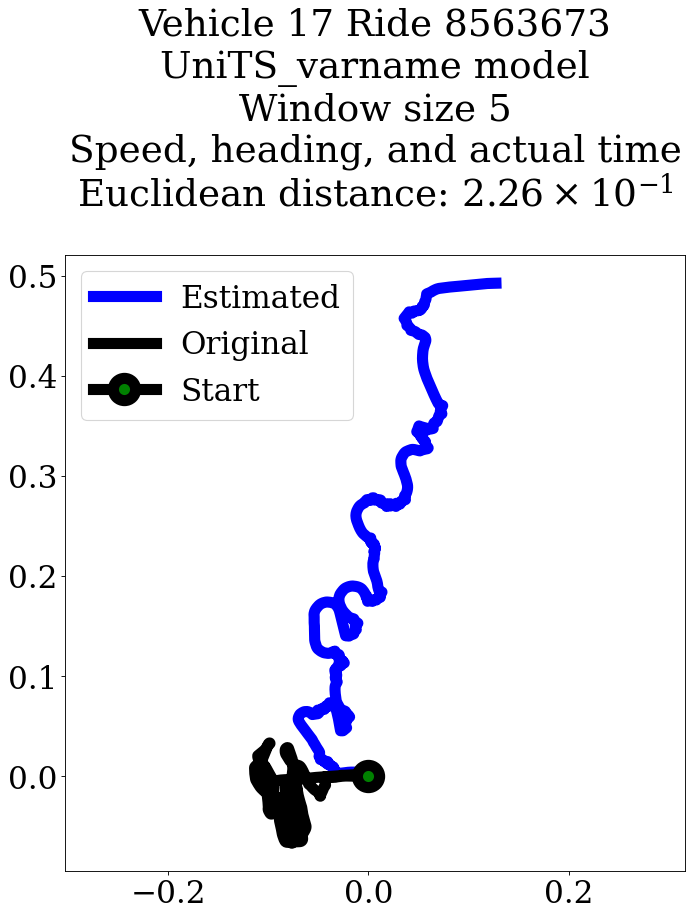 Vehicle 17 Ride 8563673
UniTS_varname model
Window size 5
Speed, heading, and actual time
Euclidean distance: 2.26 × 10⁻¹
Estimated
Original
Start
0.5
0.4
0.3
0.2
0.1
0.0
−0.2
0.0
0.2